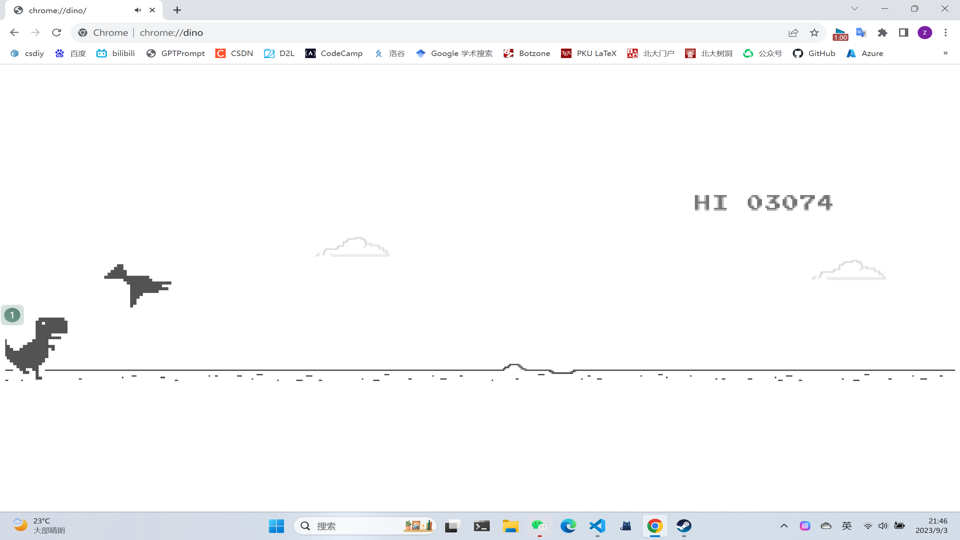 chrome://dino/
Chrome | chrome://dino
1.00
z
csdiy 百度 bilibili GPTPrompt CSDN D2L CodeCamp 洛谷 Google 学术搜索 Botzone PKU LaTeX 北大门户 北大树洞 公众号 GitHub Azure »
HI 03074
1
23°C
大部晴朗
搜索
英
21:46
2023/9/3